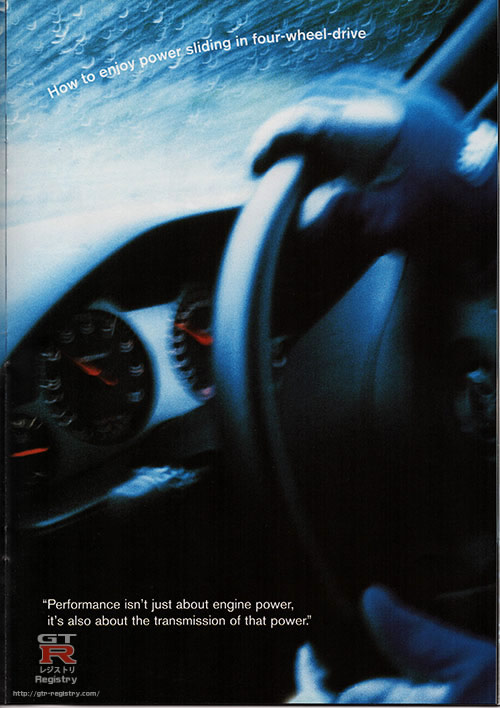 How to enjoy power sliding in four-wheel-drive
“Performance isn’t just about engine power,
it’s also about the transmission of that power.”
GT
R
レジストリ
Registry
http://gtr-registry.com/